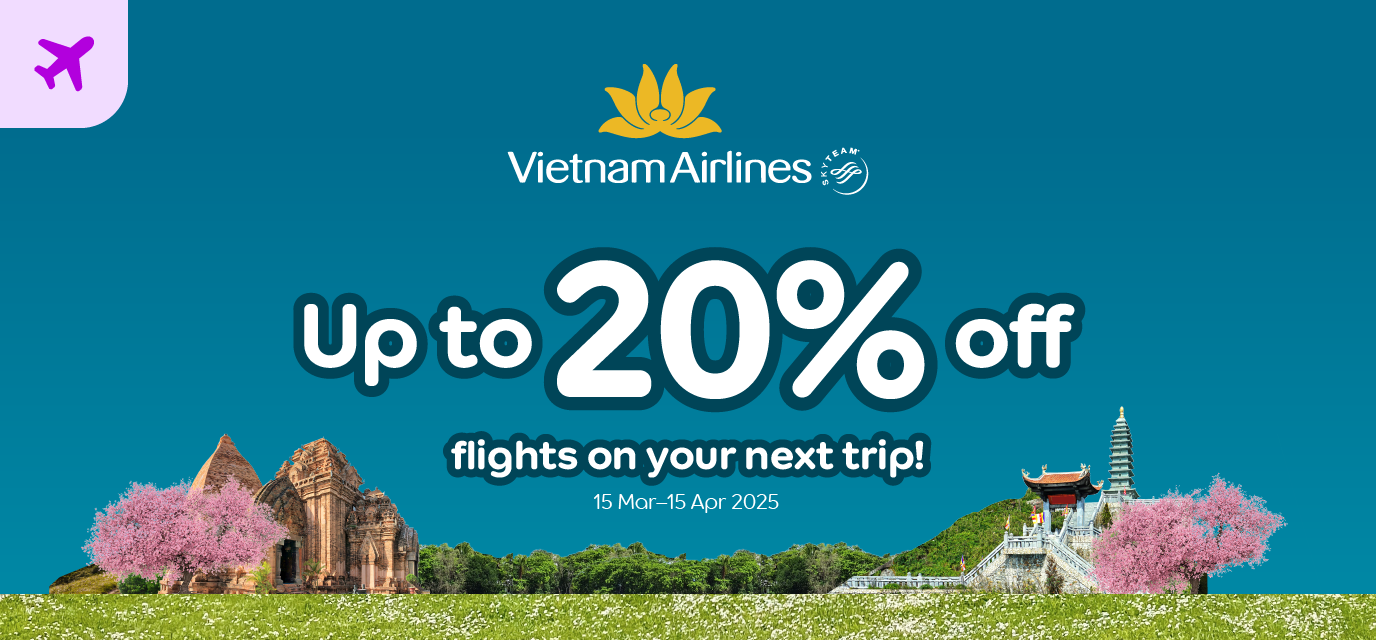 Vietnam Airlines
SKYTEAM
Up to 20% off
flights on your next trip!
15 Mar–15 Apr 2025